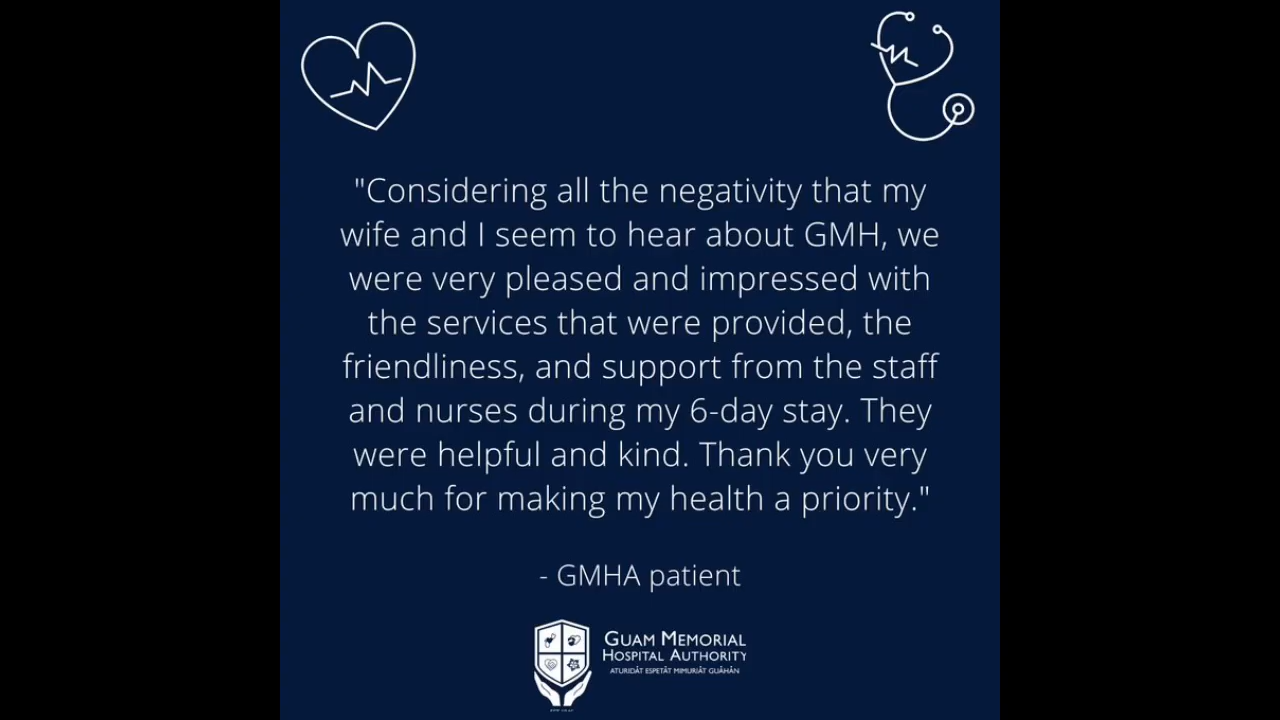 "Considering all the negativity that my
wife and I seem to hear about GMH, we
were very pleased and impressed with
the services that were provided, the
friendliness, and support from the staff
and nurses during my 6-day stay. They
were helpful and kind. Thank you very
much for making my health a priority."
- GMHA patient
GUAM MEMORIAL
HOSPITAL AUTHORITY
ATURIDÅT ESPETÅT MIMURIÅT GUÅHÅN